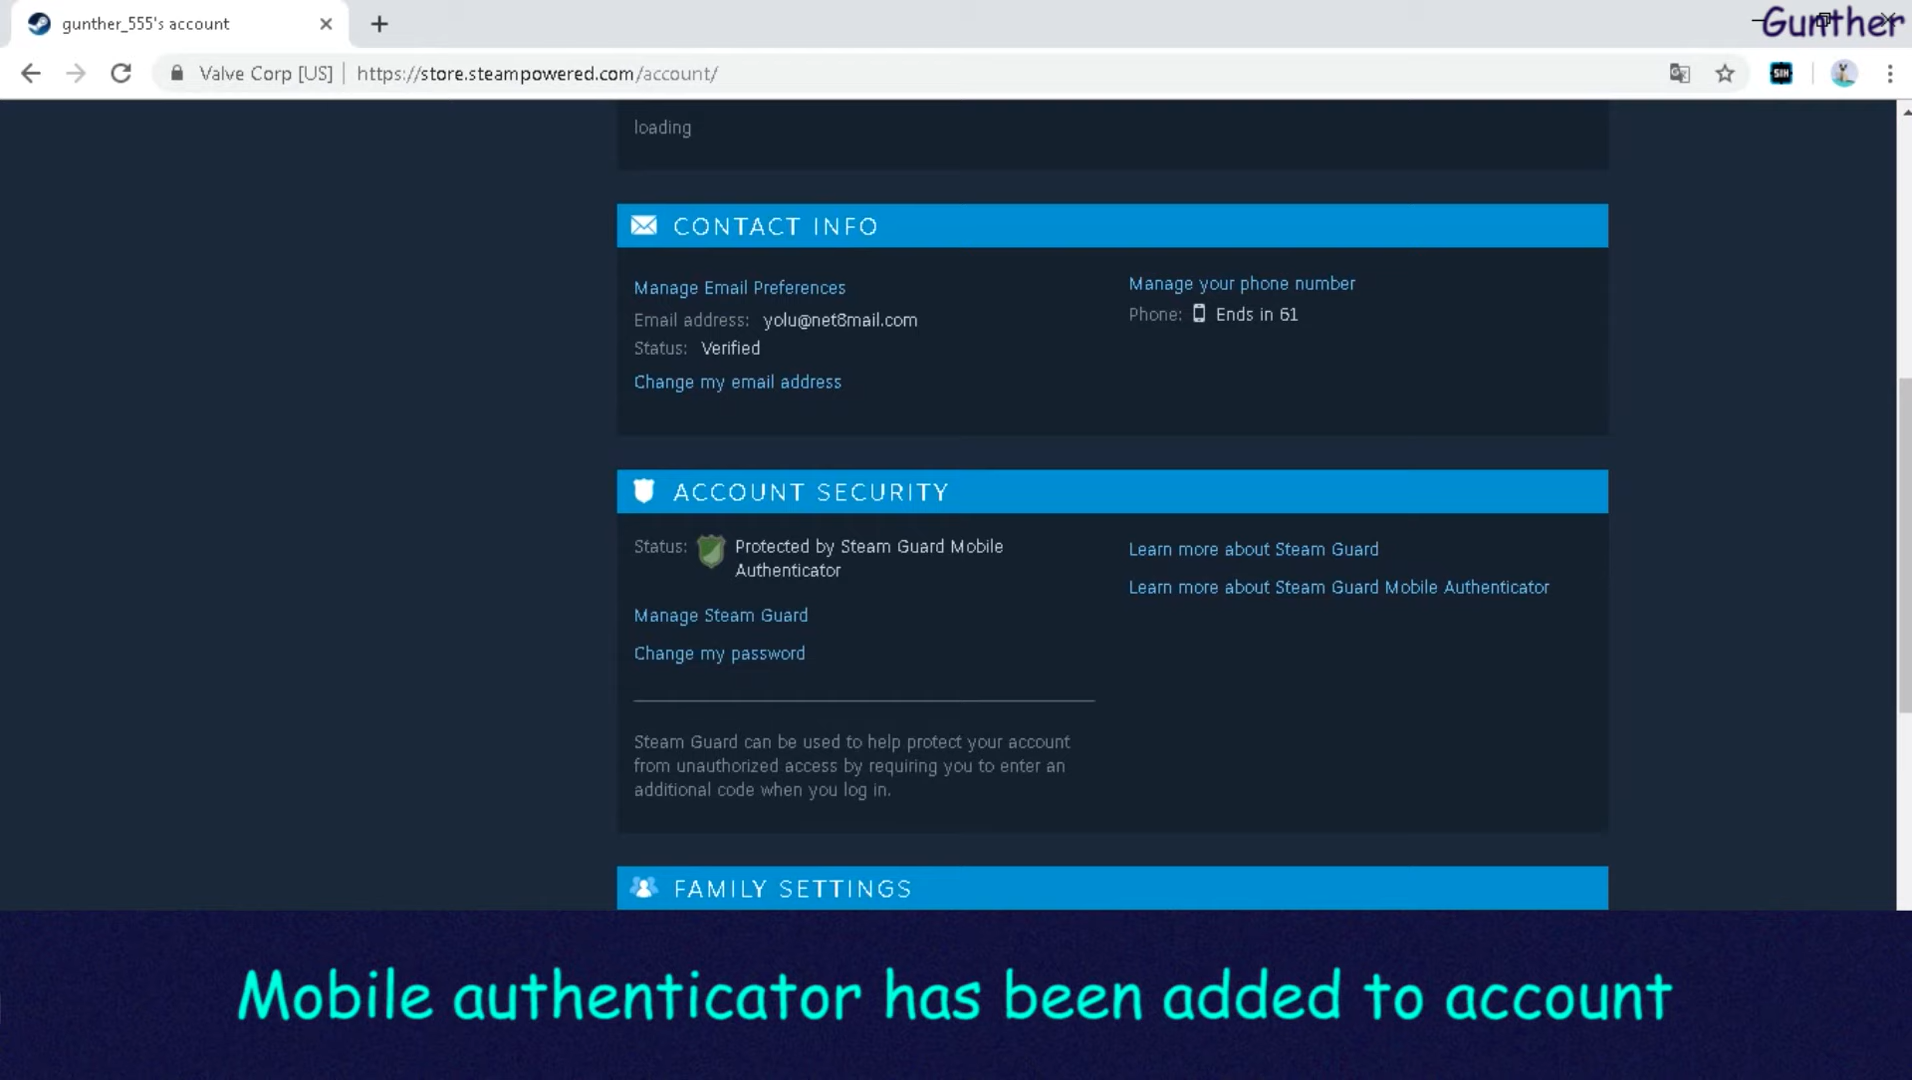 gunther_555's account
Gunther
Valve Corp [US] https://store.steampowered.com/account/
SIH
loading
CONTACT INFO
Manage Email Preferences
Email address: yolu@net8mail.com
Status: Verified
Change my email address
Manage your phone number
Phone: Ends in 61
ACCOUNT SECURITY
Status: Protected by Steam Guard Mobile
Authenticator
Manage Steam Guard
Change my password
Learn more about Steam Guard
Learn more about Steam Guard Mobile Authenticator
Steam Guard can be used to help protect your account
from unauthorized access by requiring you to enter an
additional code when you log in.
FAMILY SETTINGS
Mobile authenticator has been added to account